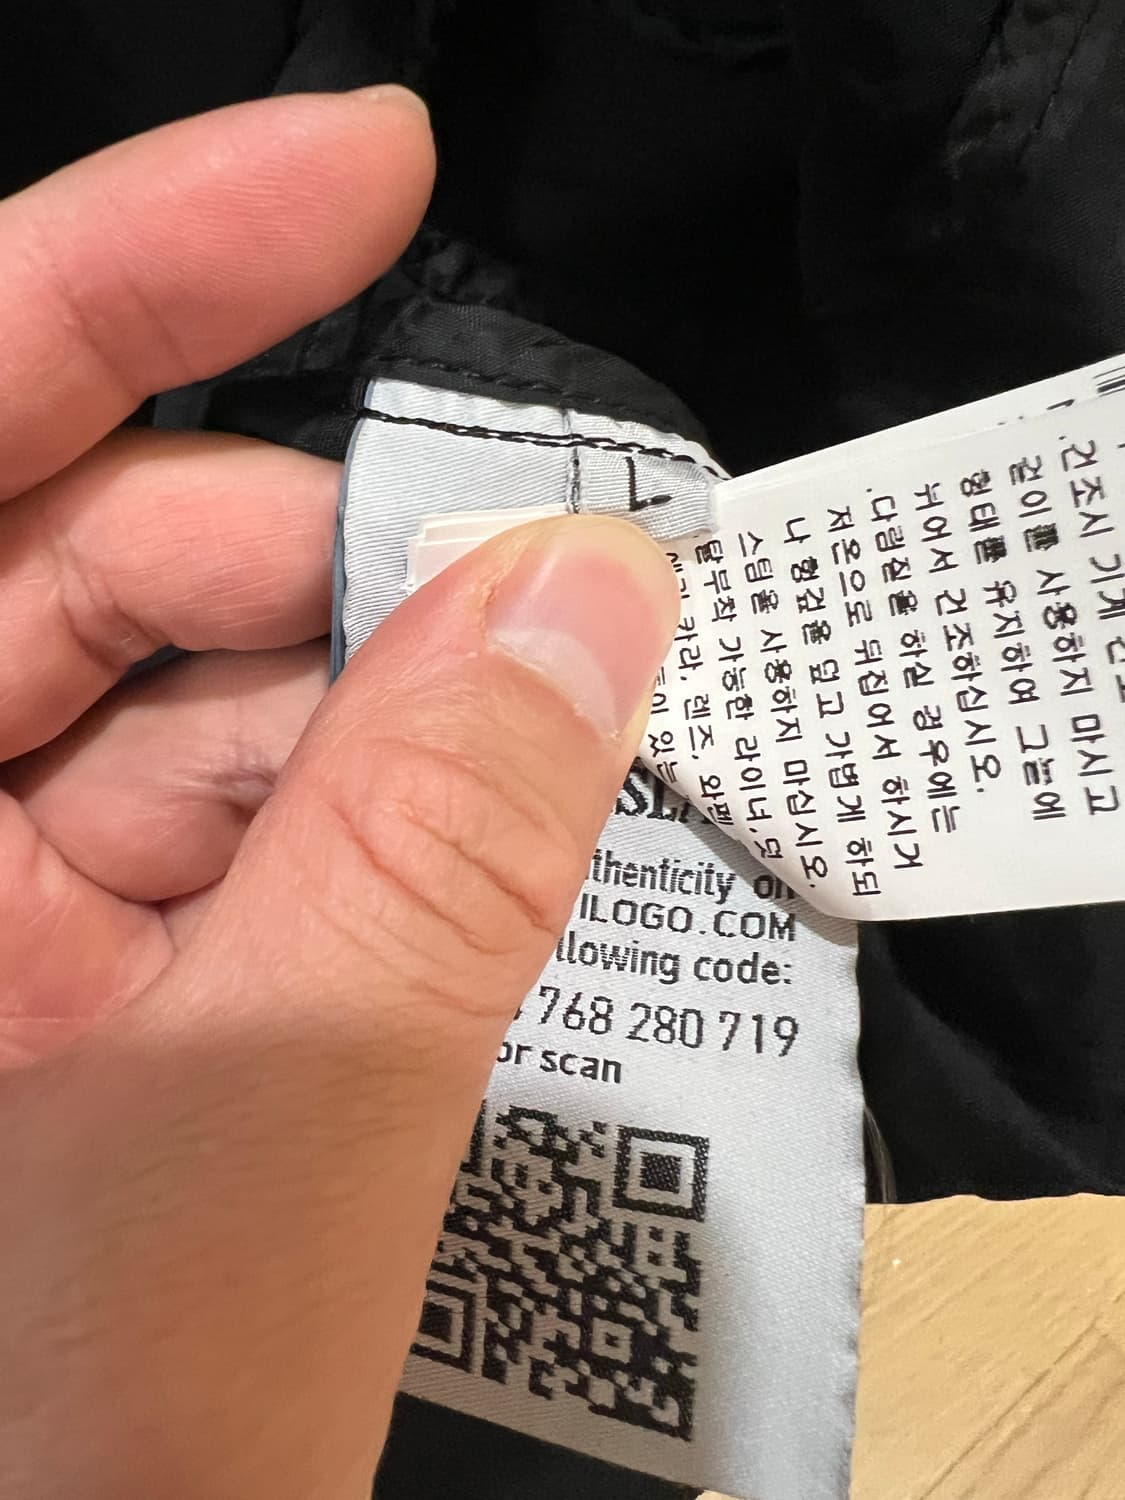 L
.건조시 기계 건조
걸이를 사용하지 마시고
형태를 유지하여 그늘에
뉘어서 건조하십시오.
.다림질을 하실 경우에는
저온으로 뒤집어서 하시거
나 헝겊을 덮고 가볍게 하되
스팀을 사용하지 마십시오.
탈부착 가능한 라이너, 덧
카라, 렌즈, 와펜
있는
thenticity on
ILOGO.COM
llowing code:
768 280 719
or scan